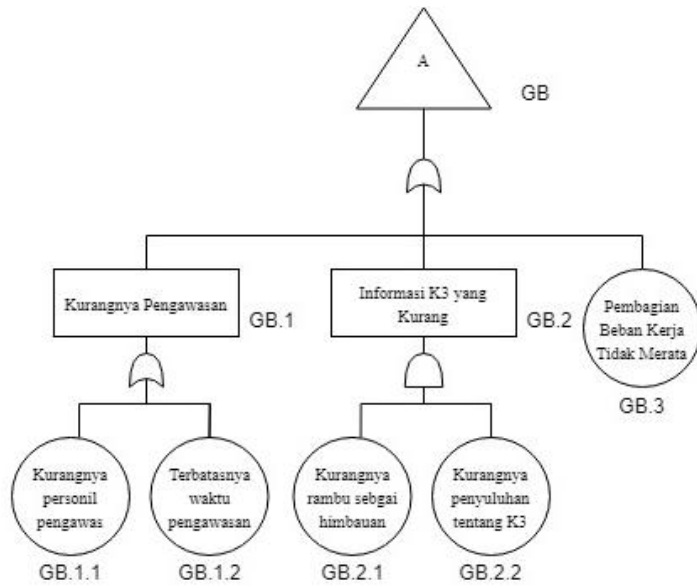 A
GB
Kurangnya Pengawasan
GB.1
Informasi K3 yang
Kurang
GB.2
Pembagian
Beban Kerja
Tidak Merata
GB.3
Kurangnya
personil
pengawas
GB.1.1
Terbatasnya
waktu
pengawasan
GB.1.2
Kurangnya
rambu sebgai
himbauan
GB.2.1
Kurangnya
penyuluhan
tentang K3
GB.2.2